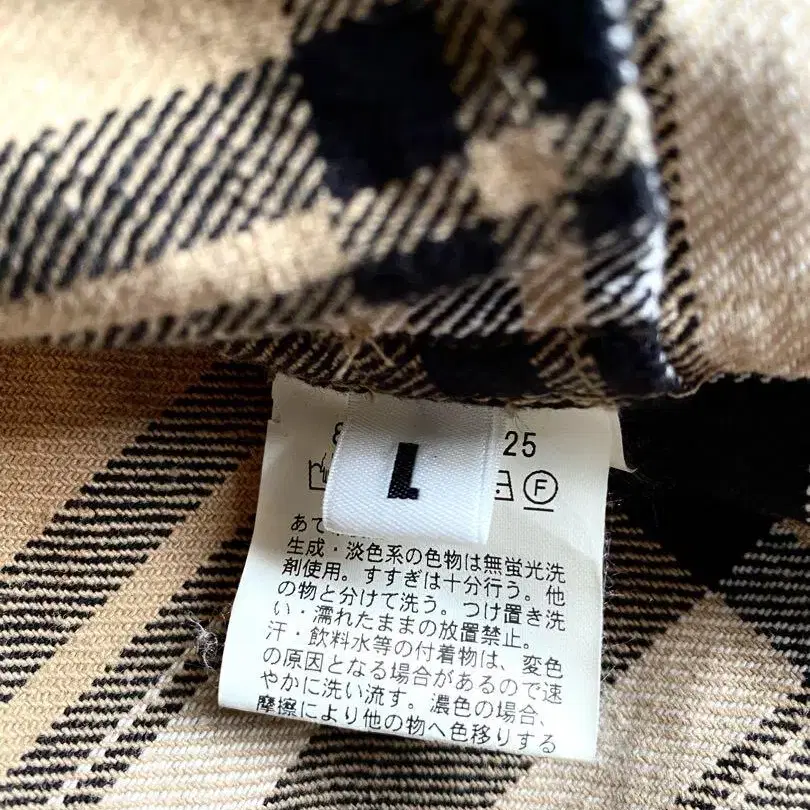 25
L
F
あて
生成・淡色系の色物は無蛍光洗
剤使用。すすぎは十分行う。他
の物と分けて洗う。つけ置き洗
い・濡れたままの放置禁止。
汗・飲料水等の付着物は、変色
の原因となる場合があるので速
やかに洗い流す。濃色の場合、
摩擦により他の物へ色移りする